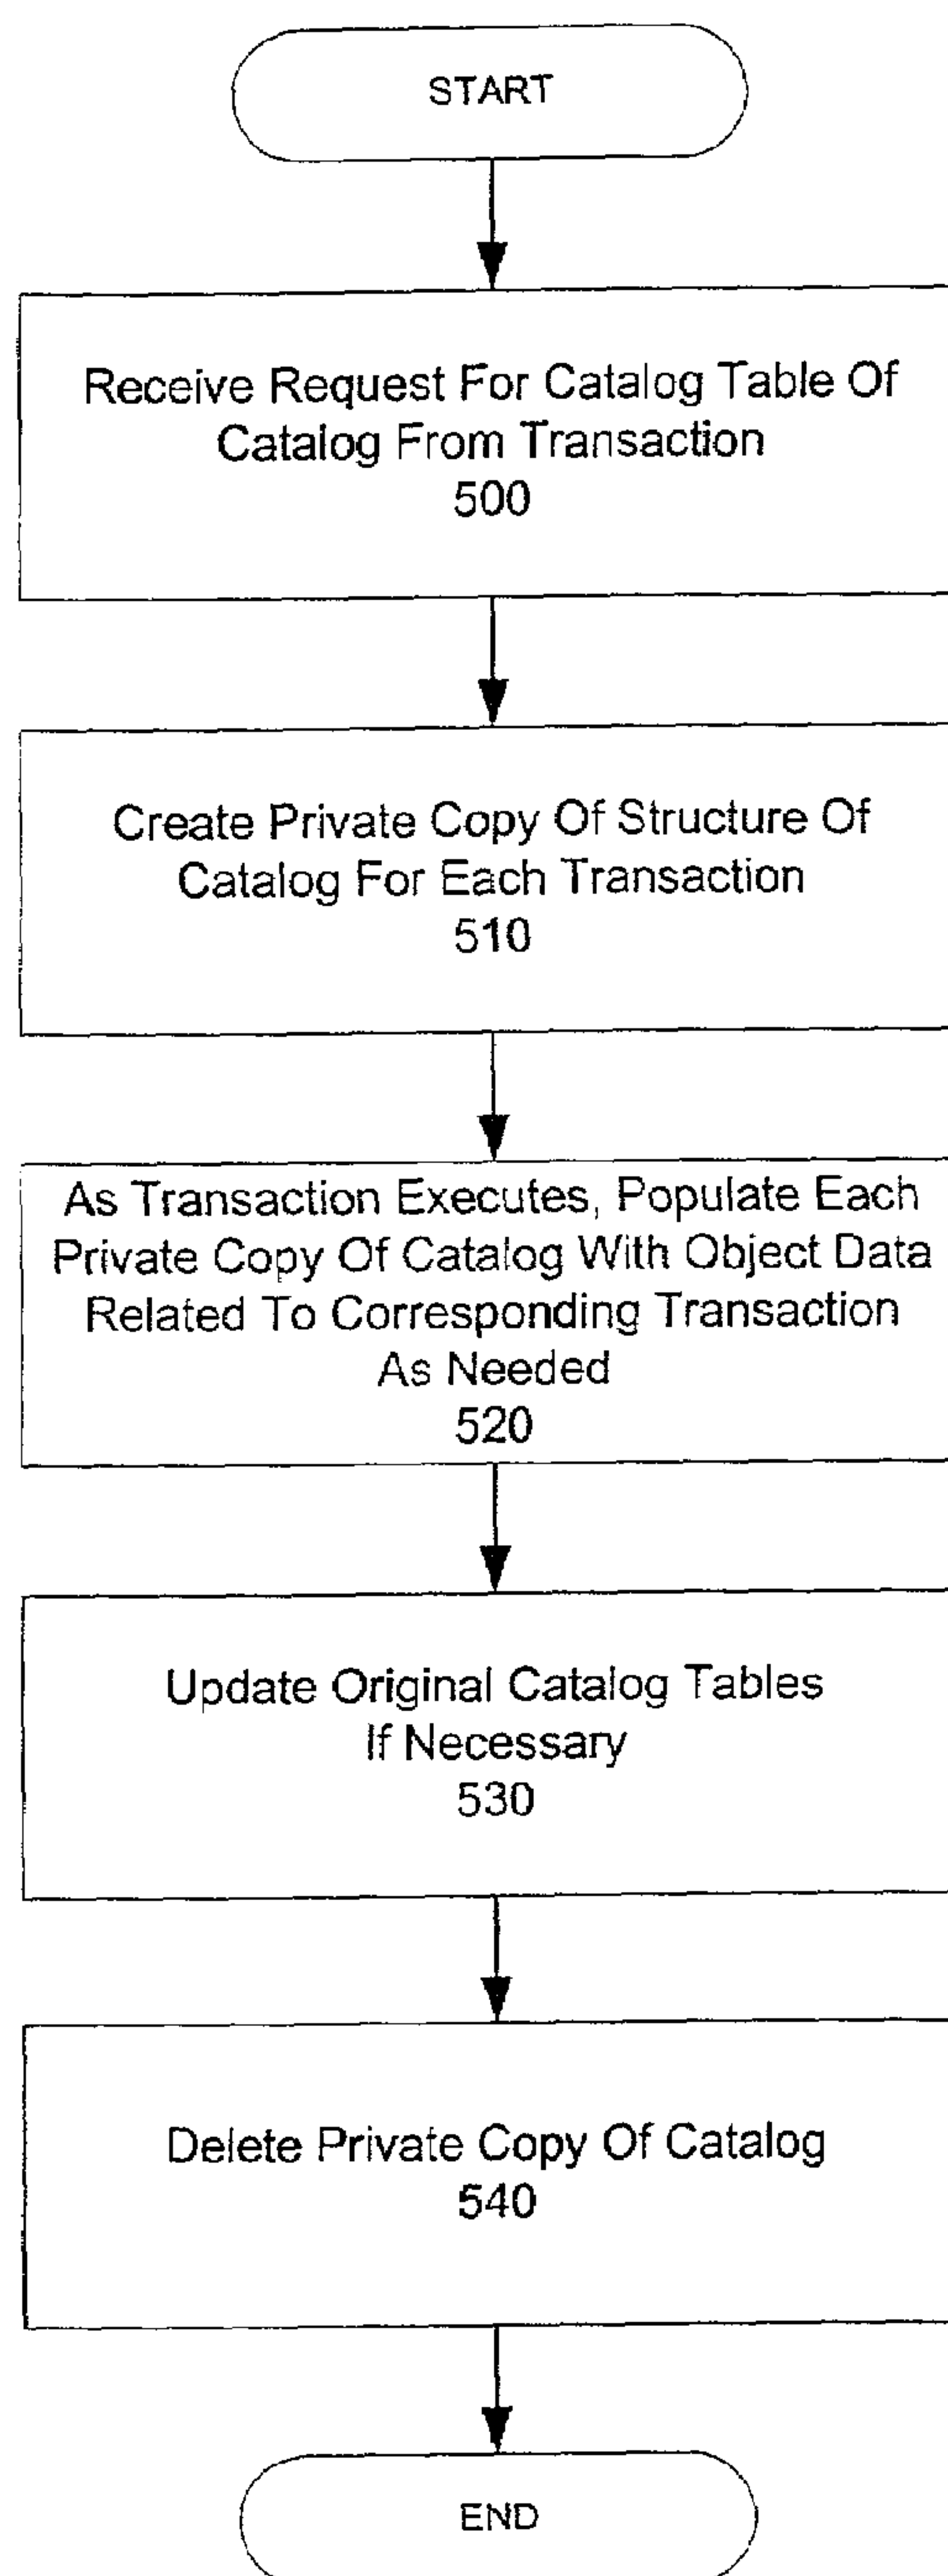 START
Receive Request For Catalog Table Of
Catalog From Transaction
500
Create Private Copy Of Structure Of
Catalog For Each Transaction
510
As Transaction Executes, Populate Each
Private Copy Of Catalog With Object Data
Related To Corresponding Transaction
As Needed
520
Update Original Catalog Tables
If Necessary
530
Delete Private Copy Of Catalog
540
END